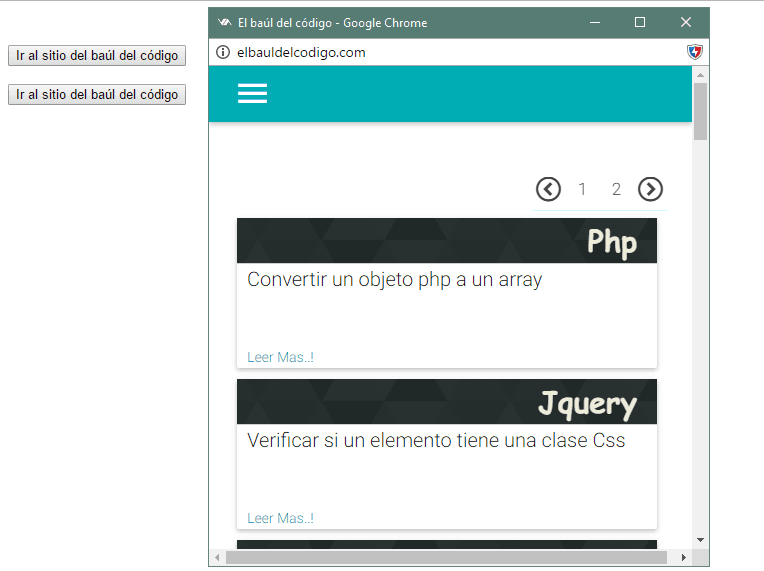 Ir al sitio del baúl del código
Ir al sitio del baúl del código
El baúl del código - Google Chrome
elbauldelcodigo.com
1 2
Php
Convertir un objeto php a un array
Leer Mas..!
Jquery
Verificar si un elemento tiene una clase Css
Leer Mas..!